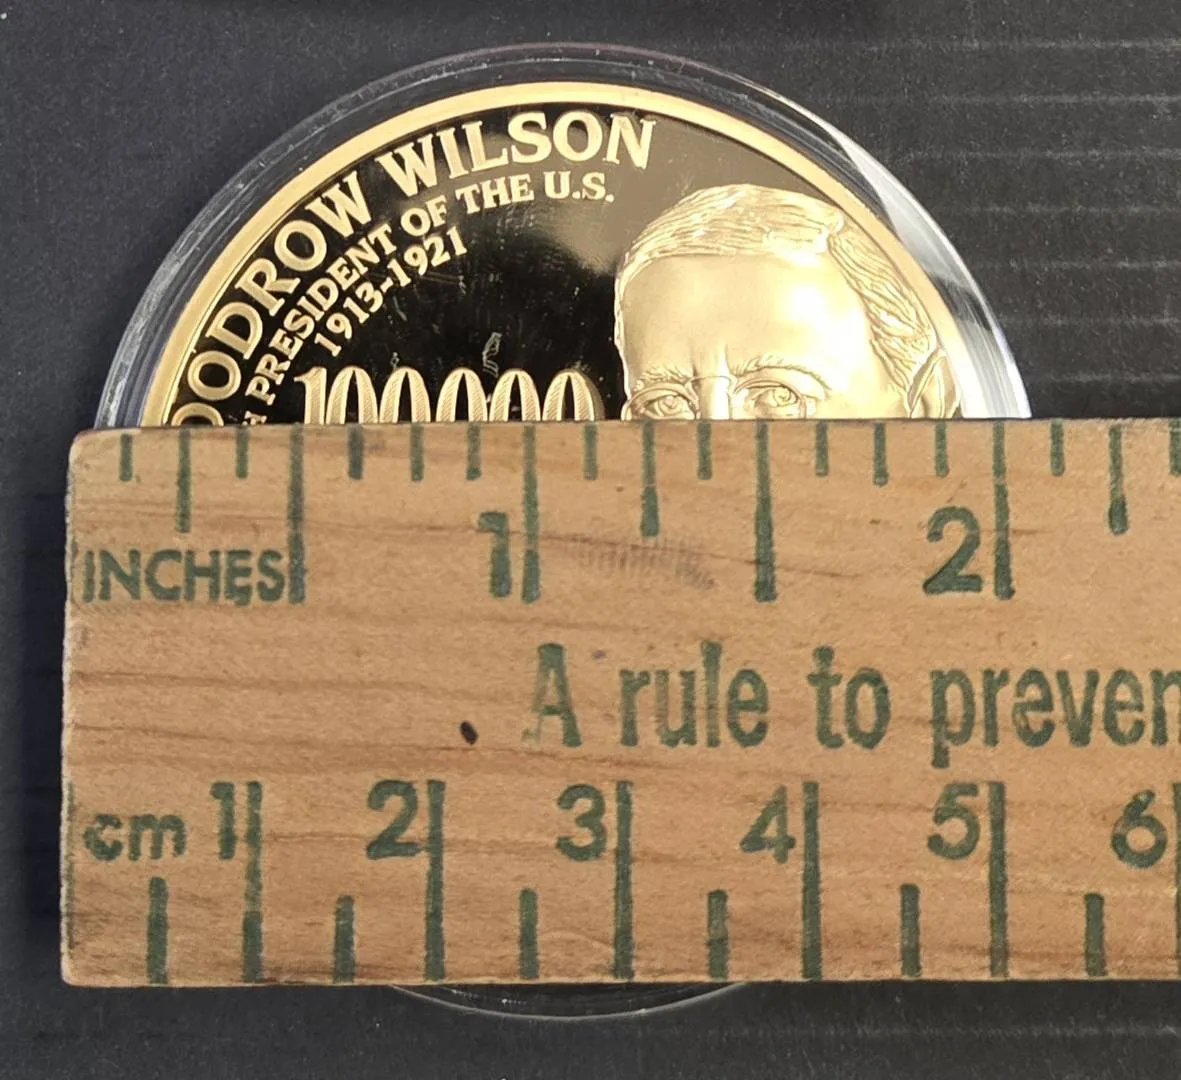 OODROW WILSON
H PRESIDENT OF THE U.S.
1913-1921
100000
1 2
INCHES
A rule to preven
cm 1 2 3 4 5 6